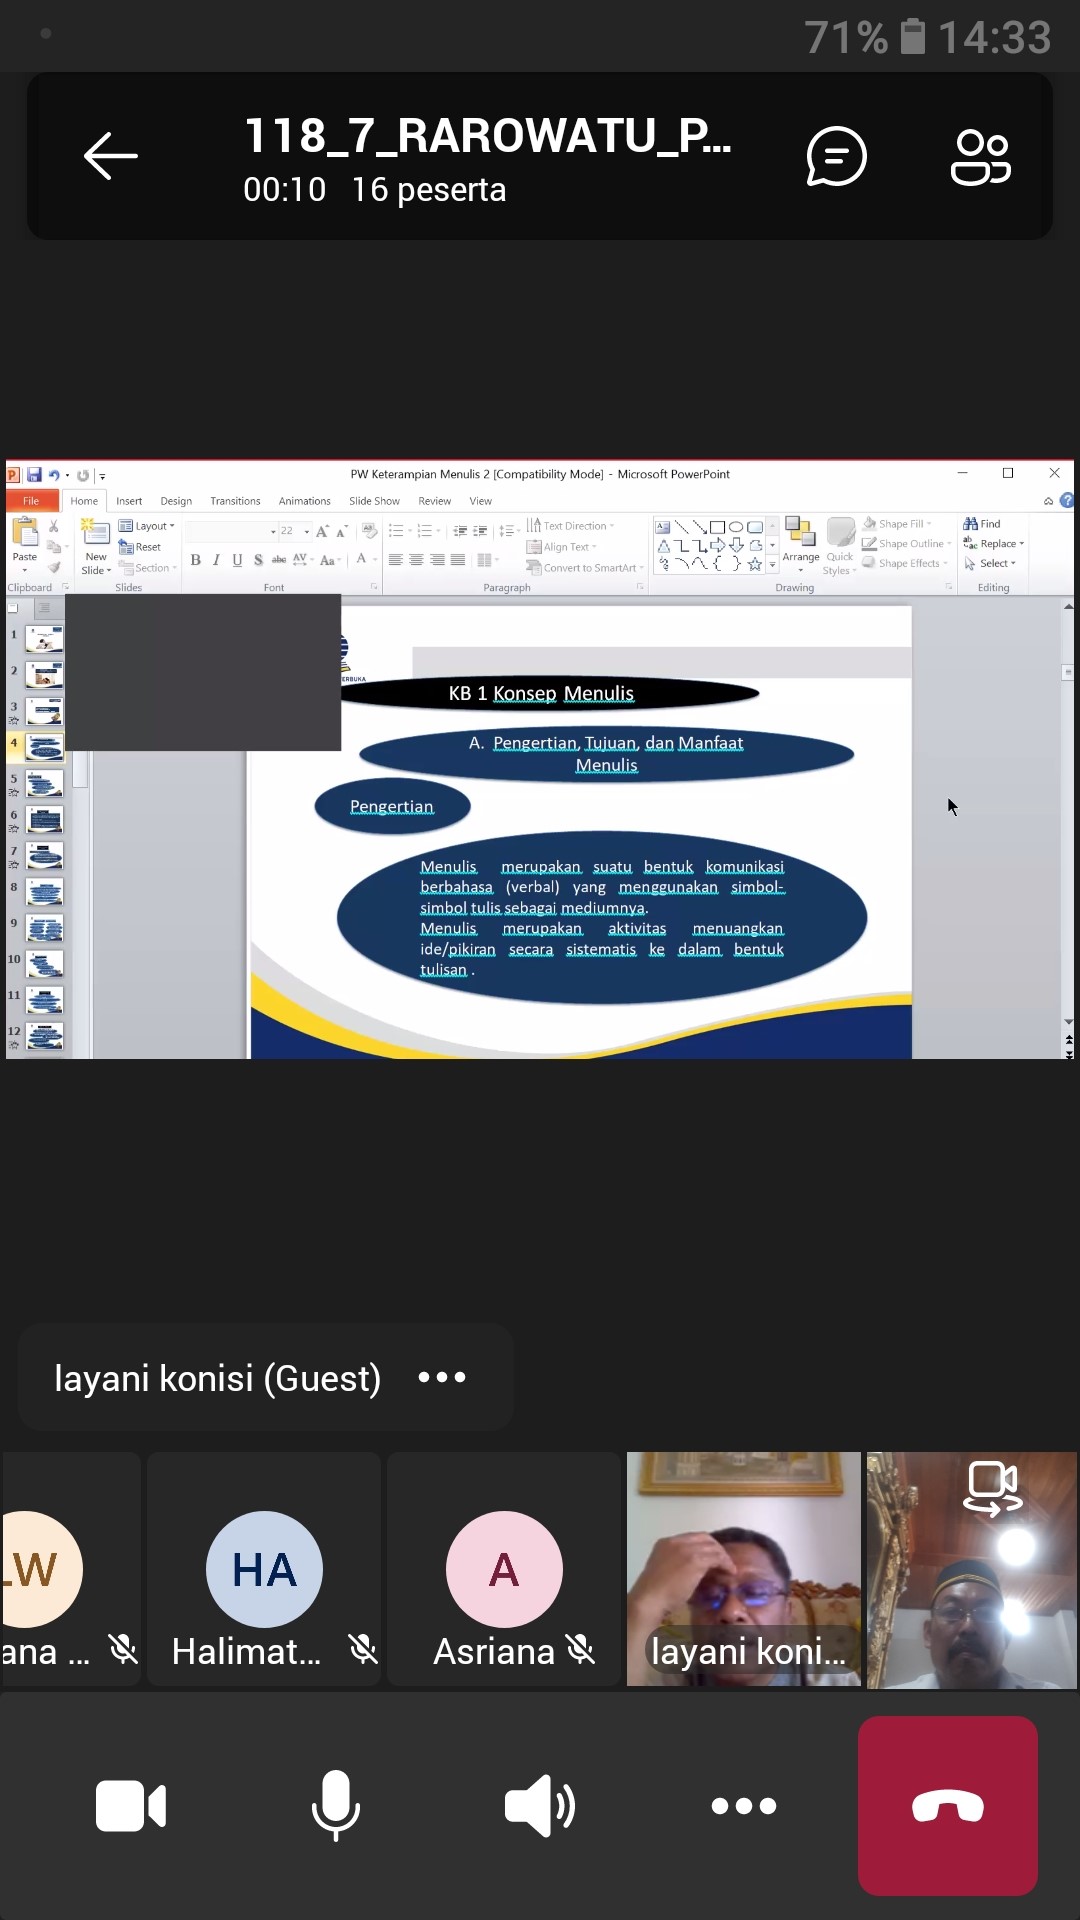 71% 14:33
118_7_RAROWATU_P...
00:10 16 peserta
PW Keterampian Menulis 2 [Compatibility Mode] - Microsoft PowerPoint
File Home Insert Design Transitions Animations Slide Show Review View
Paste
New
Slide
Layout
Reset
Section
22
B I U S abc AV Aa A
Text Direction
Align Text
Convert to SmartArt
Arrange
Quick
Styles
Shape Fill
Shape Outline
Shape Effects
Find
Replace
Select
Clipboard Slides Font Paragraph Drawing Editing
1
2
3
4
5
6
7
8
9
10
11
12
KB 1 Konsep Menulis
A. Pengertian, Tujuan, dan Manfaat
Menulis
Pengertian
Menulis merupakan suatu bentuk komunikasi
berbahasa (verbal) yang menggunakan simbol-
simbol tulis sebagai mediumnya.
Menulis merupakan aktivitas menuangkan
ide/pikiran secara sistematis ke dalam bentuk
tulisan .
layani konisi (Guest)
LW HA A
ana ... Halimat... Asriana layani koni...